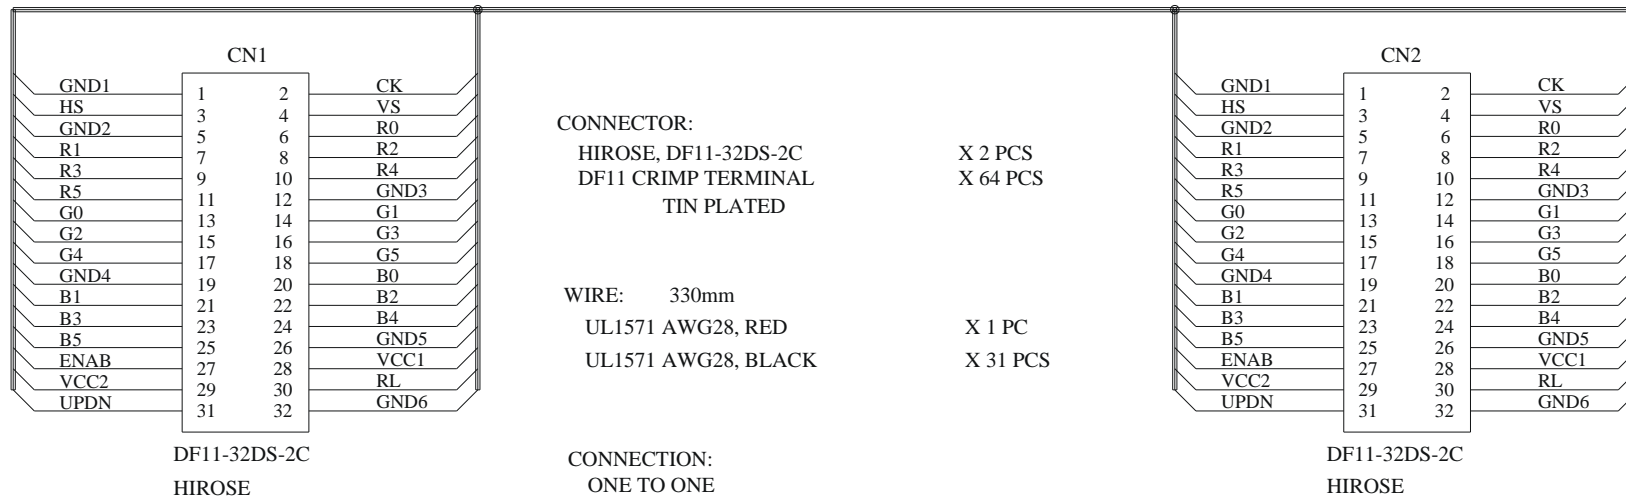 CN1
GND1 1 2 CK
HS 3 4 VS
GND2 5 6 R0
R1 7 8 R2
R3 9 10 R4
R5 11 12 GND3
G0 13 14 G1
G2 15 16 G3
G4 17 18 G5
GND4 19 20 B0
B1 21 22 B2
B3 23 24 B4
B5 25 26 GND5
ENAB 27 28 VCC1
VCC2 29 30 RL
UPDN 31 32 GND6
DF11-32DS-2C
HIROSE
CONNECTOR:
HIROSE, DF11-32DS-2C X 2 PCS
DF11 CRIMP TERMINAL X 64 PCS
TIN PLATED
WIRE: 330mm
UL1571 AWG28, RED X 1 PC
UL1571 AWG28, BLACK X 31 PCS
CONNECTION:
ONE TO ONE
CN2
GND1 1 2 CK
HS 3 4 VS
GND2 5 6 R0
R1 7 8 R2
R3 9 10 R4
R5 11 12 GND3
G0 13 14 G1
G2 15 16 G3
G4 17 18 G5
GND4 19 20 B0
B1 21 22 B2
B3 23 24 B4
B5 25 26 GND5
ENAB 27 28 VCC1
VCC2 29 30 RL
UPDN 31 32 GND6
DF11-32DS-2C
HIROSE